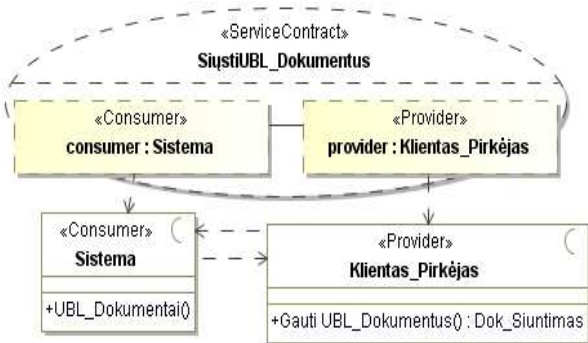 «ServiceContract»
SiųstiUBL_Dokumentus
«Consumer» «Provider»
consumer : Sistema provider : Klientas_Pirkėjas
«Consumer»
Sistema
+UBL_Dokumentai()
«Provider»
Klientas_Pirkėjas
+Gauti UBL_Dokumentus() : Dok_Siuntimas